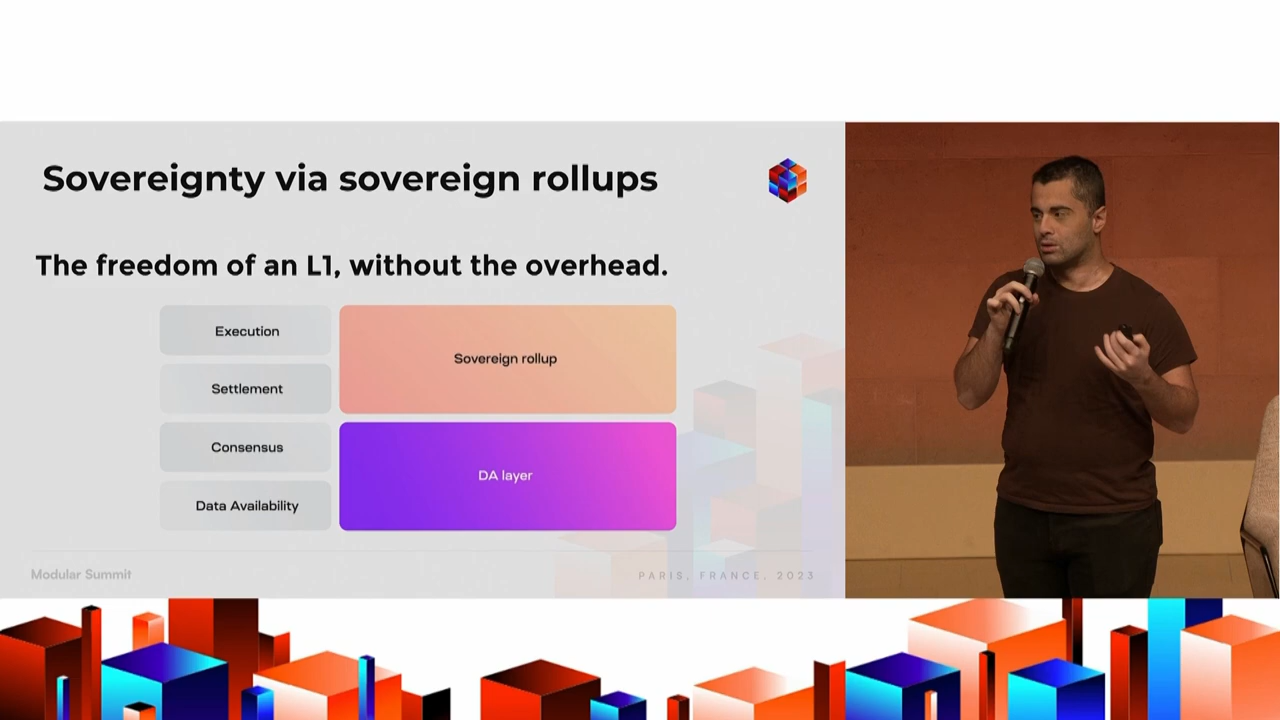 Sovereignty via sovereign rollups
The freedom of an L1, without the overhead.
Execution
Settlement
Sovereign rollup
Consensus
Data Availability
DA layer
Modular Summit
PARIS, FRANCE, 2023